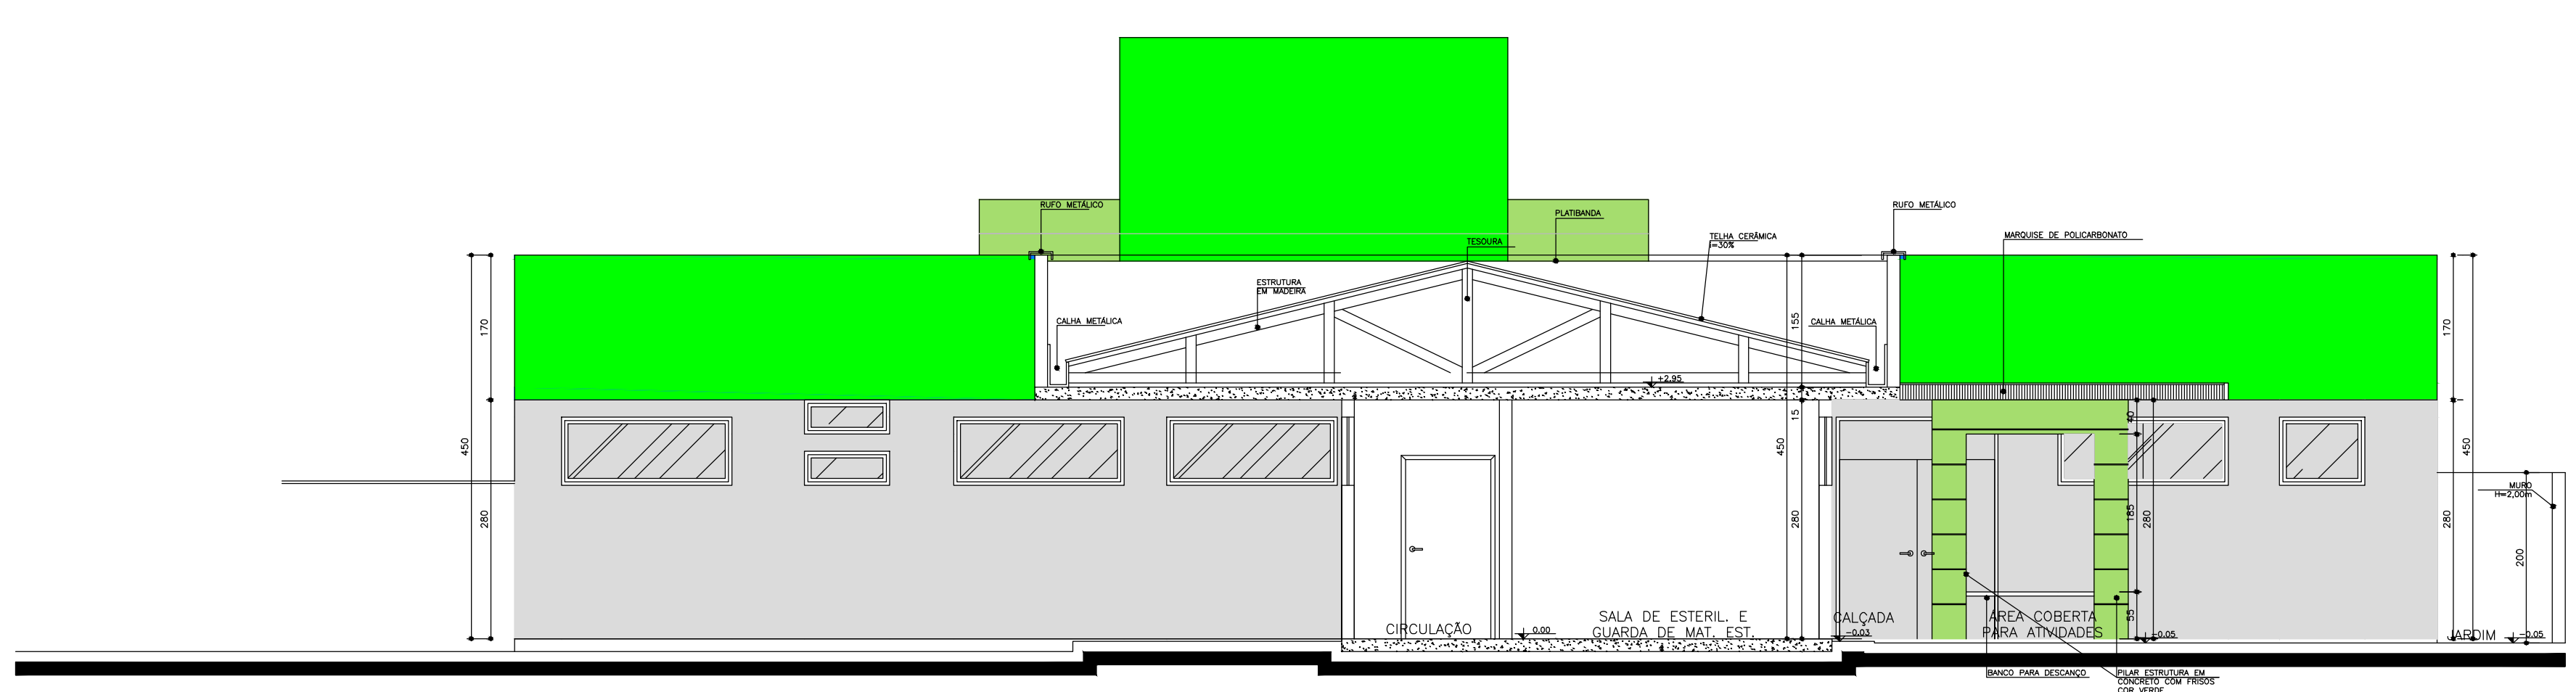 RUFO METÁLICO
PLATIBANDA
RUFO METÁLICO
TESOURA
TELHA CERÂMICA
i=30%
MARQUISE DE POLICARBONATO
ESTRUTURA
EM MADEIRA
CALHA METÁLICA
CALHA METÁLICA
170
155
170
+2.95
15
40
450
450
450
280
280
185
280
280
MURO
H=2,00m
200
55
CIRCULAÇÃO
0.00
SALA DE ESTERIL. E
GUARDA DE MAT. EST.
CALÇADA
-0.03
ÁREA COBERTA
PARA ATIVIDADES
-0.05
JARDIM
-0.05
BANCO PARA DESCANÇO
PILAR ESTRUTURA EM
CONCRETO COM FRISOS
COR VERDE